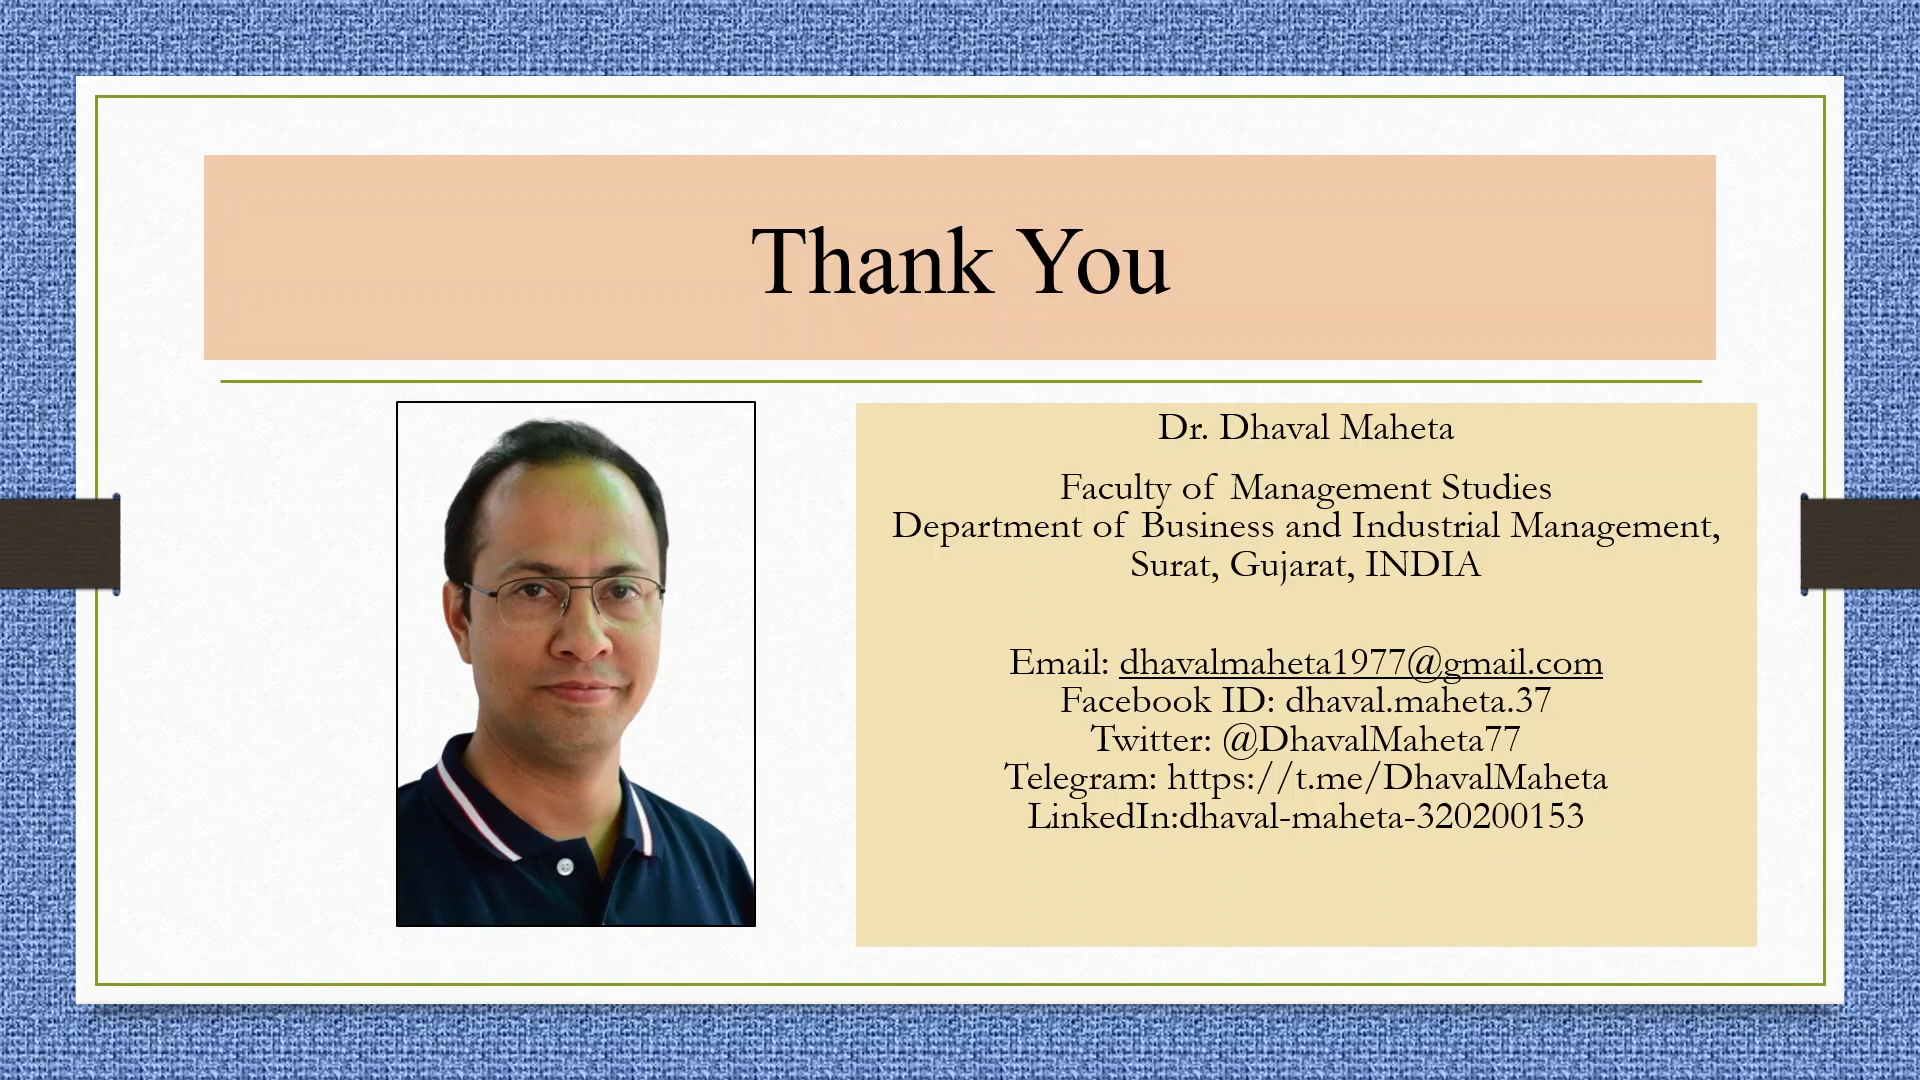 Thank You
Dr. Dhaval Maheta
Faculty of Management Studies
Department of Business and Industrial Management,
Surat, Gujarat, INDIA
Email: dhavalmaheta1977@gmail.com
Facebook ID: dhaval.maheta.37
Twitter: @DhavalMaheta77
Telegram: https://t.me/DhavalMaheta
LinkedIn:dhaval-maheta-320200153